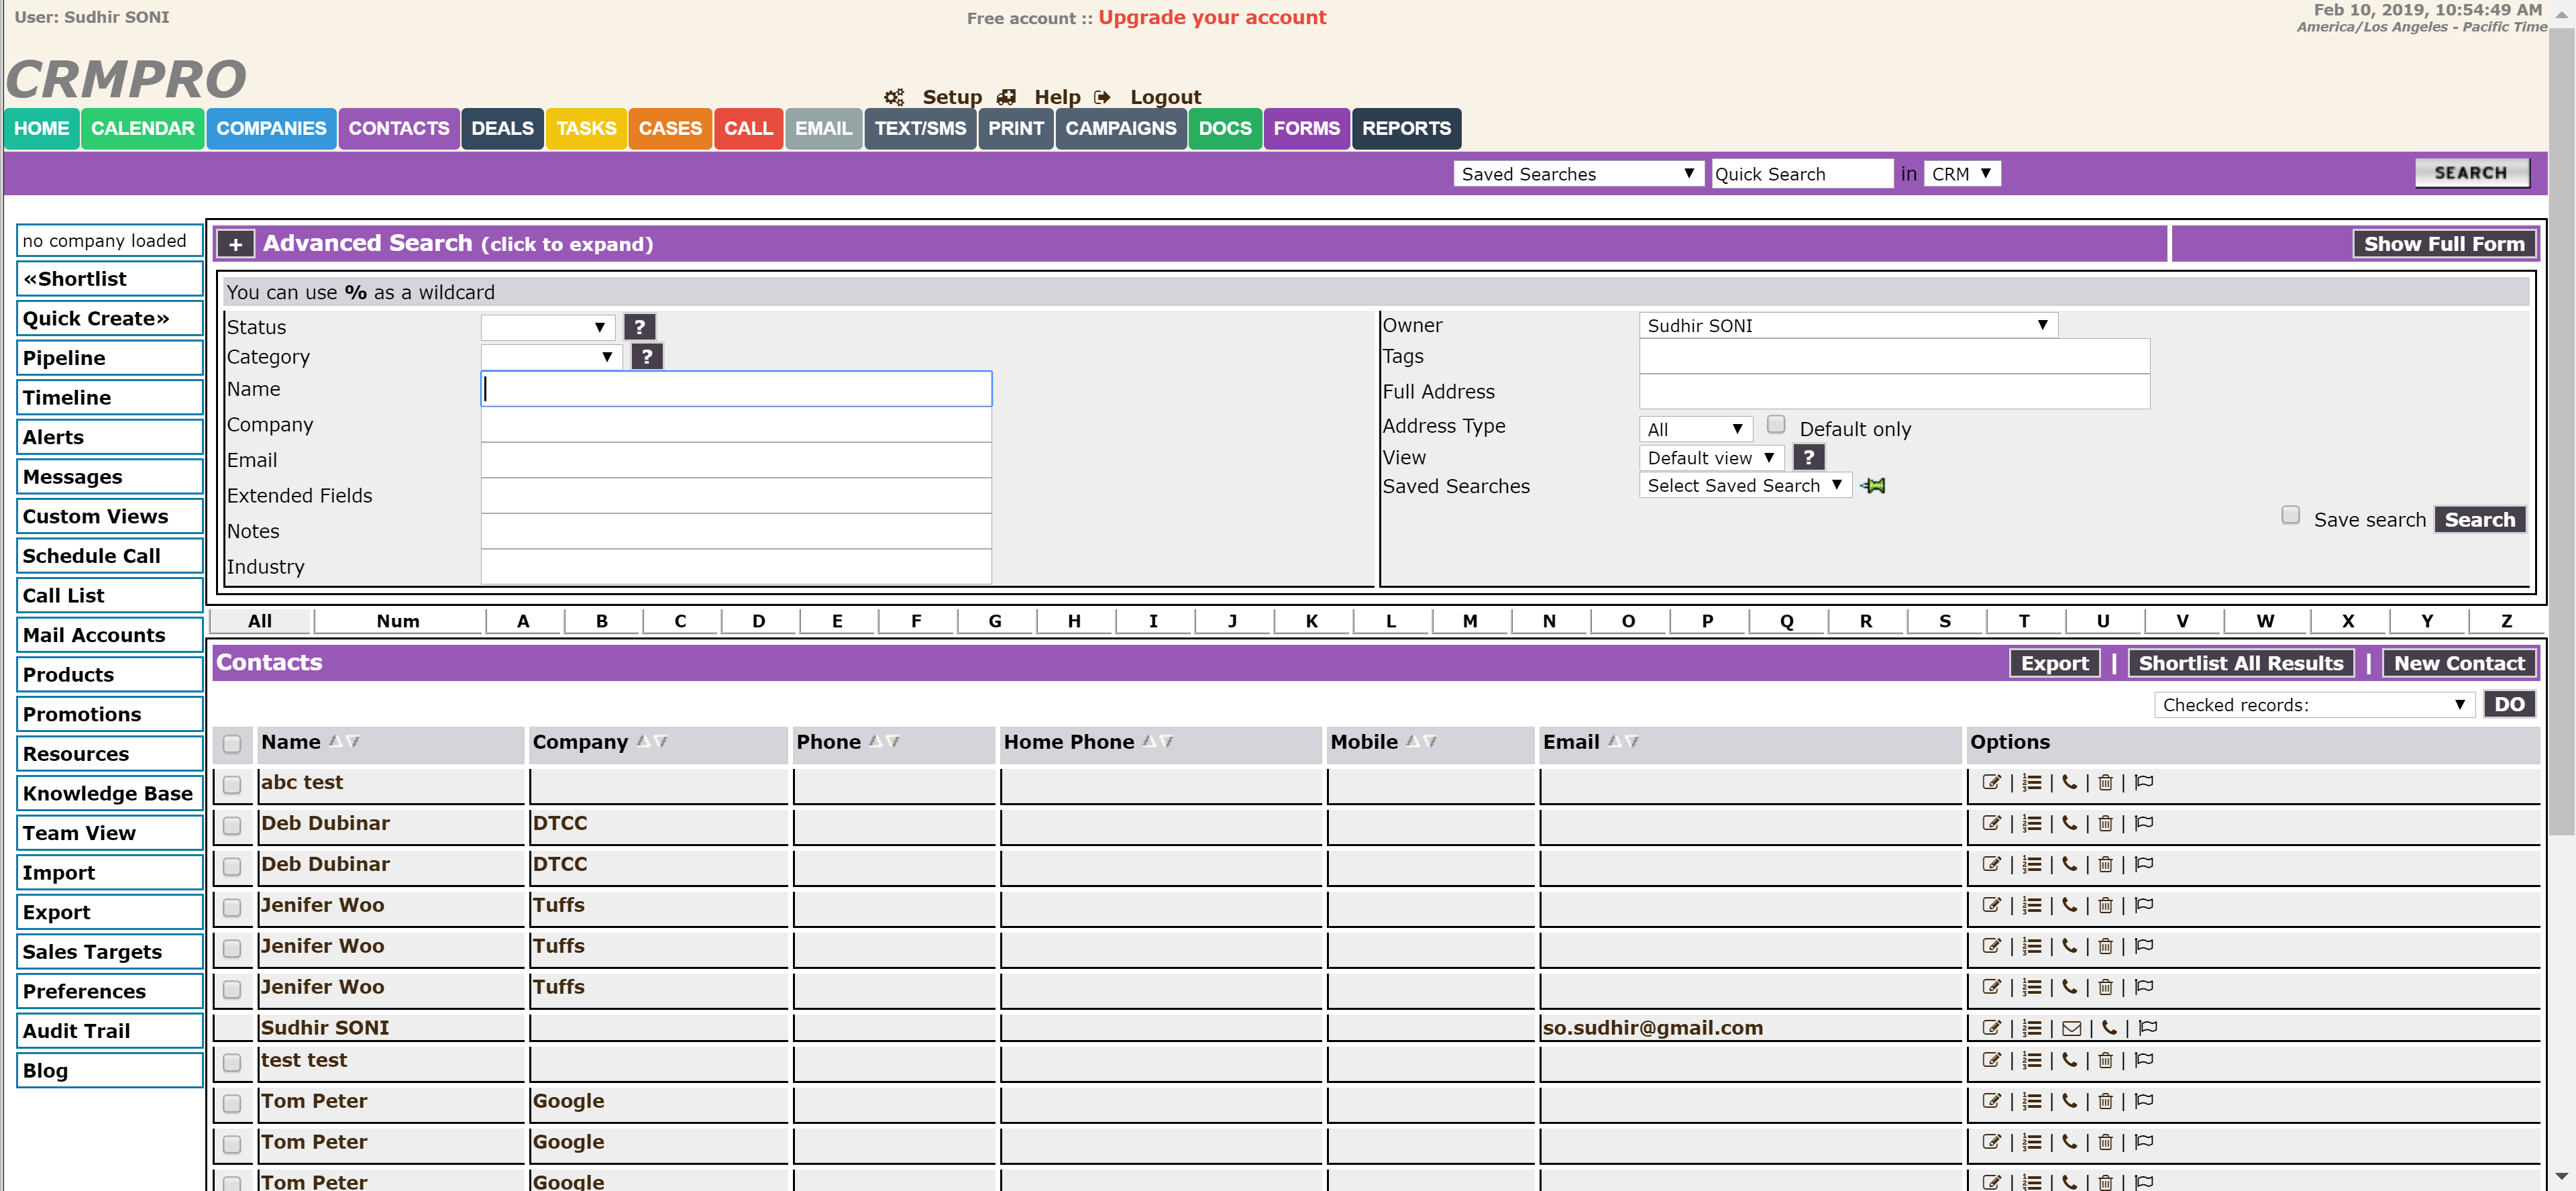 User: Sudhir SONI
Free account :: Upgrade your account
Feb 10, 2019, 10:54:49 AM
America/Los Angeles - Pacific Time
CRMPRO
Setup Help Logout
HOME CALENDAR COMPANIES CONTACTS DEALS TASKS CASES CALL EMAIL TEXT/SMS PRINT CAMPAIGNS DOCS FORMS REPORTS
Saved Searches Quick Search in CRM SEARCH
no company loaded
«Shortlist
Quick Create»
Pipeline
Timeline
Alerts
Messages
Custom Views
Schedule Call
Call List
Mail Accounts
Products
Promotions
Resources
Knowledge Base
Team View
Import
Export
Sales Targets
Preferences
Audit Trail
Blog
+ Advanced Search (click to expand) Show Full Form
You can use % as a wildcard
Status ?
Category ?
Name
Company
Email
Extended Fields
Notes
Industry
Owner Sudhir SONI
Tags
Full Address
Address Type All Default only
View Default view ?
Saved Searches Select Saved Search
Save search Search
All Num A B C D E F G H I J K L M N O P Q R S T U V W X Y Z
Contacts Export | Shortlist All Results | New Contact
Checked records: DO
Name Company Phone Home Phone Mobile Email Options
abc test | | | |
Deb Dubinar DTCC | | | |
Deb Dubinar DTCC | | | |
Jenifer Woo Tuffs | | | |
Jenifer Woo Tuffs | | | |
Jenifer Woo Tuffs | | | |
Sudhir SONI so.sudhir@gmail.com | | | |
test test | | | |
Tom Peter Google | | | |
Tom Peter Google | | | |
Tom Peter Google | | | |